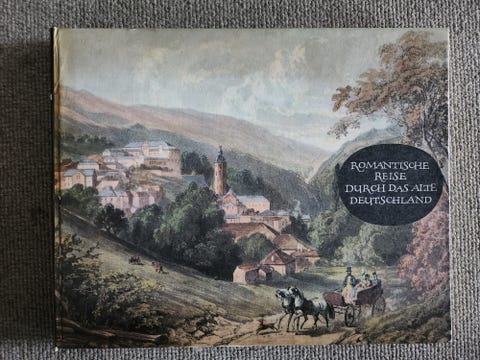 ROMANTISCHE
REISE
DURCH DAS ALTE
DEUTSCHLAND